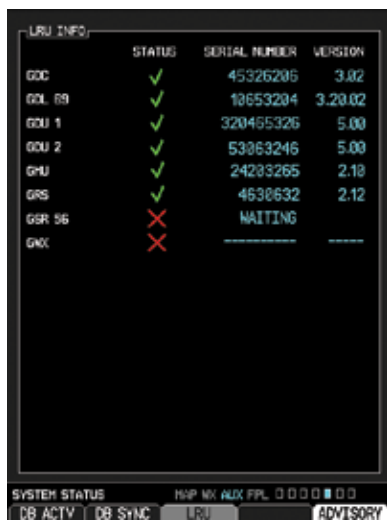 LRU INFO
STATUS SERIAL NUMBER VERSION
GDC 45326206 3.02
GDL 69 10653204 3.20.02
GDU 1 320465326 5.00
GDU 2 53063246 5.00
GMU 24203265 2.10
GRS 4630632 2.12
GSR 56 WAITING
GWX ---------- -----
SYSTEM STATUS MAP WX AUX FPL
DB ACTV DB SYNC LRU ADVISORY